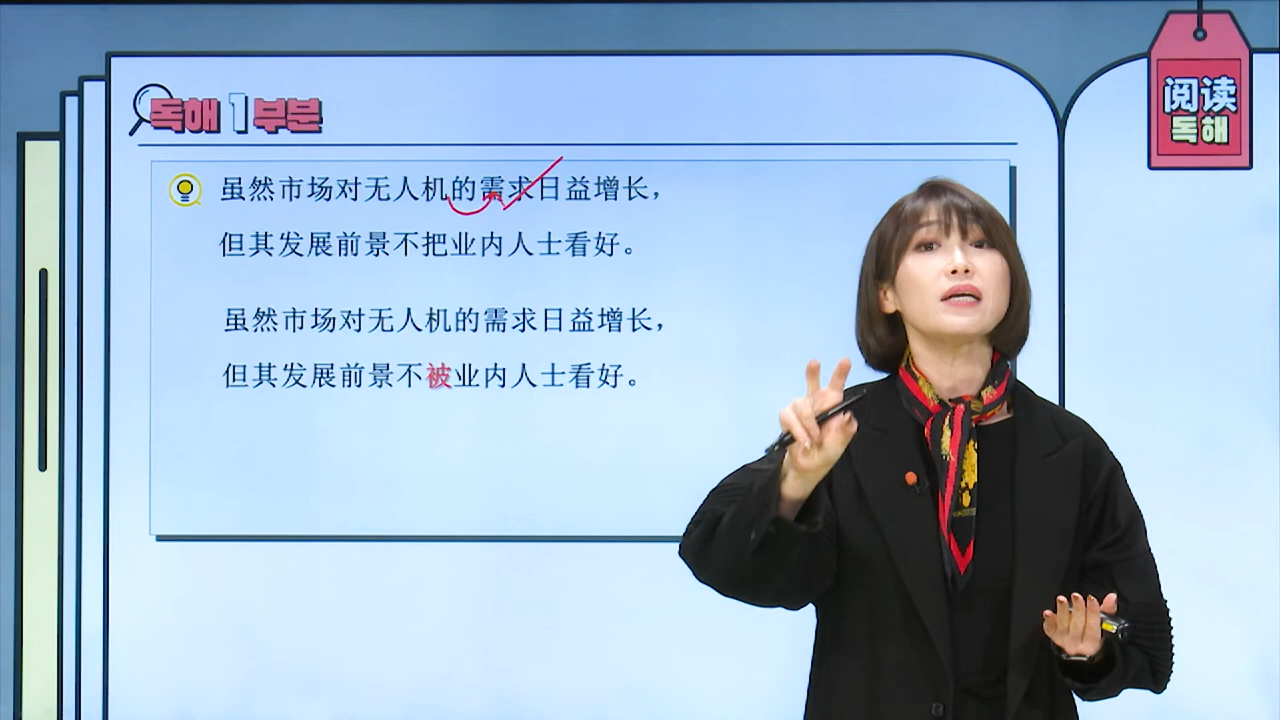 독해 1 부분
阅读
독해
虽然市场对无人机的需求日益增长，
但其发展前景不把业内人士看好。
虽然市场对无人机的需求日益增长，
但其发展前景不被业内人士看好。